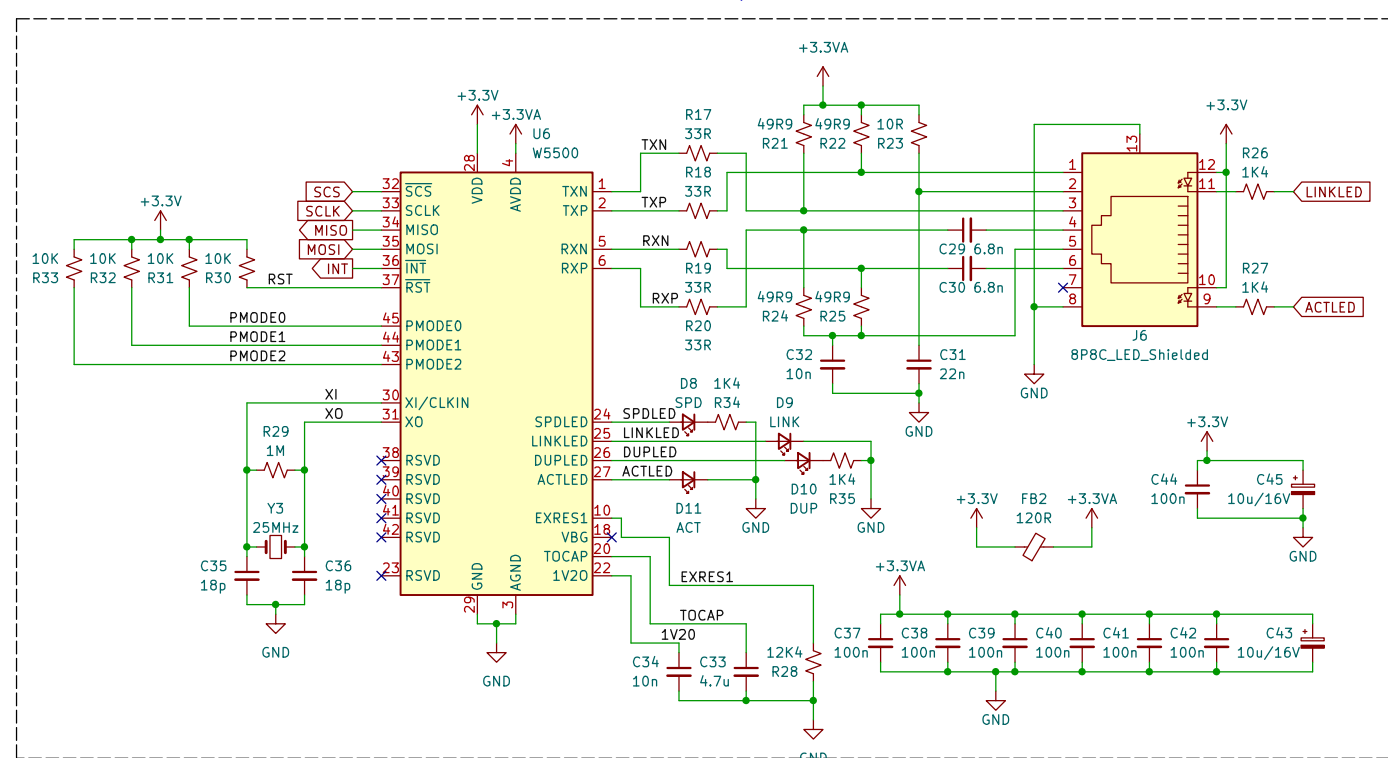 +3.3VA
+3.3V
+3.3VA
U6
W5500
R17
33R
TXN
R18
33R
TXP
RXN
R19
33R
RXP
R20
33R
49R9
R21
49R9
R22
10R
R23
49R9
R24
49R9
R25
C29 6.8n
C30 6.8n
C32
10n
C31
22n
GND
13
1
2
3
4
5
6
7
8
12
11
10
9
J6
8P8C_LED_Shielded
GND
+3.3V
R26
1K4
LINKLED
R27
1K4
ACTLED
SCS
SCLK
MISO
MOSI
INT
+3.3V
10K
R33
10K
R32
10K
R31
10K
R30
RST
PMODE0
PMODE1
PMODE2
XI
XO
R29
1M
Y3
25MHz
C35
18p
C36
18p
GND
28
VDD
4
AVDD
32 SCS
33 SCLK
34 MISO
35 MOSI
36 INT
37 RST
45 PMODE0
44 PMODE1
43 PMODE2
30 XI/CLKIN
31 XO
38 RSVD
39 RSVD
40 RSVD
41 RSVD
42 RSVD
23 RSVD
TXN 1
TXP 2
RXN 5
RXP 6
SPDLED 24
LINKLED 25
DUPLED 26
ACTLED 27
EXRES1 10
VBG 18
TOCAP 20
1V2O 22
GND
29
AGND
3
GND
SPDLED
LINKLED
DUPLED
ACTLED
D8
SPD
1K4
R34
D9
LINK
D10
DUP
1K4
R35
D11
ACT
GND
GND
EXRES1
TOCAP
1V20
C34
10n
C33
4.7u
12K4
R28
GND
+3.3V
FB2
120R
+3.3VA
+3.3V
C44
100n
C45
10u/16V
GND
+3.3VA
C37
100n
C38
100n
C39
100n
C40
100n
C41
100n
C42
100n
C43
10u/16V
GND